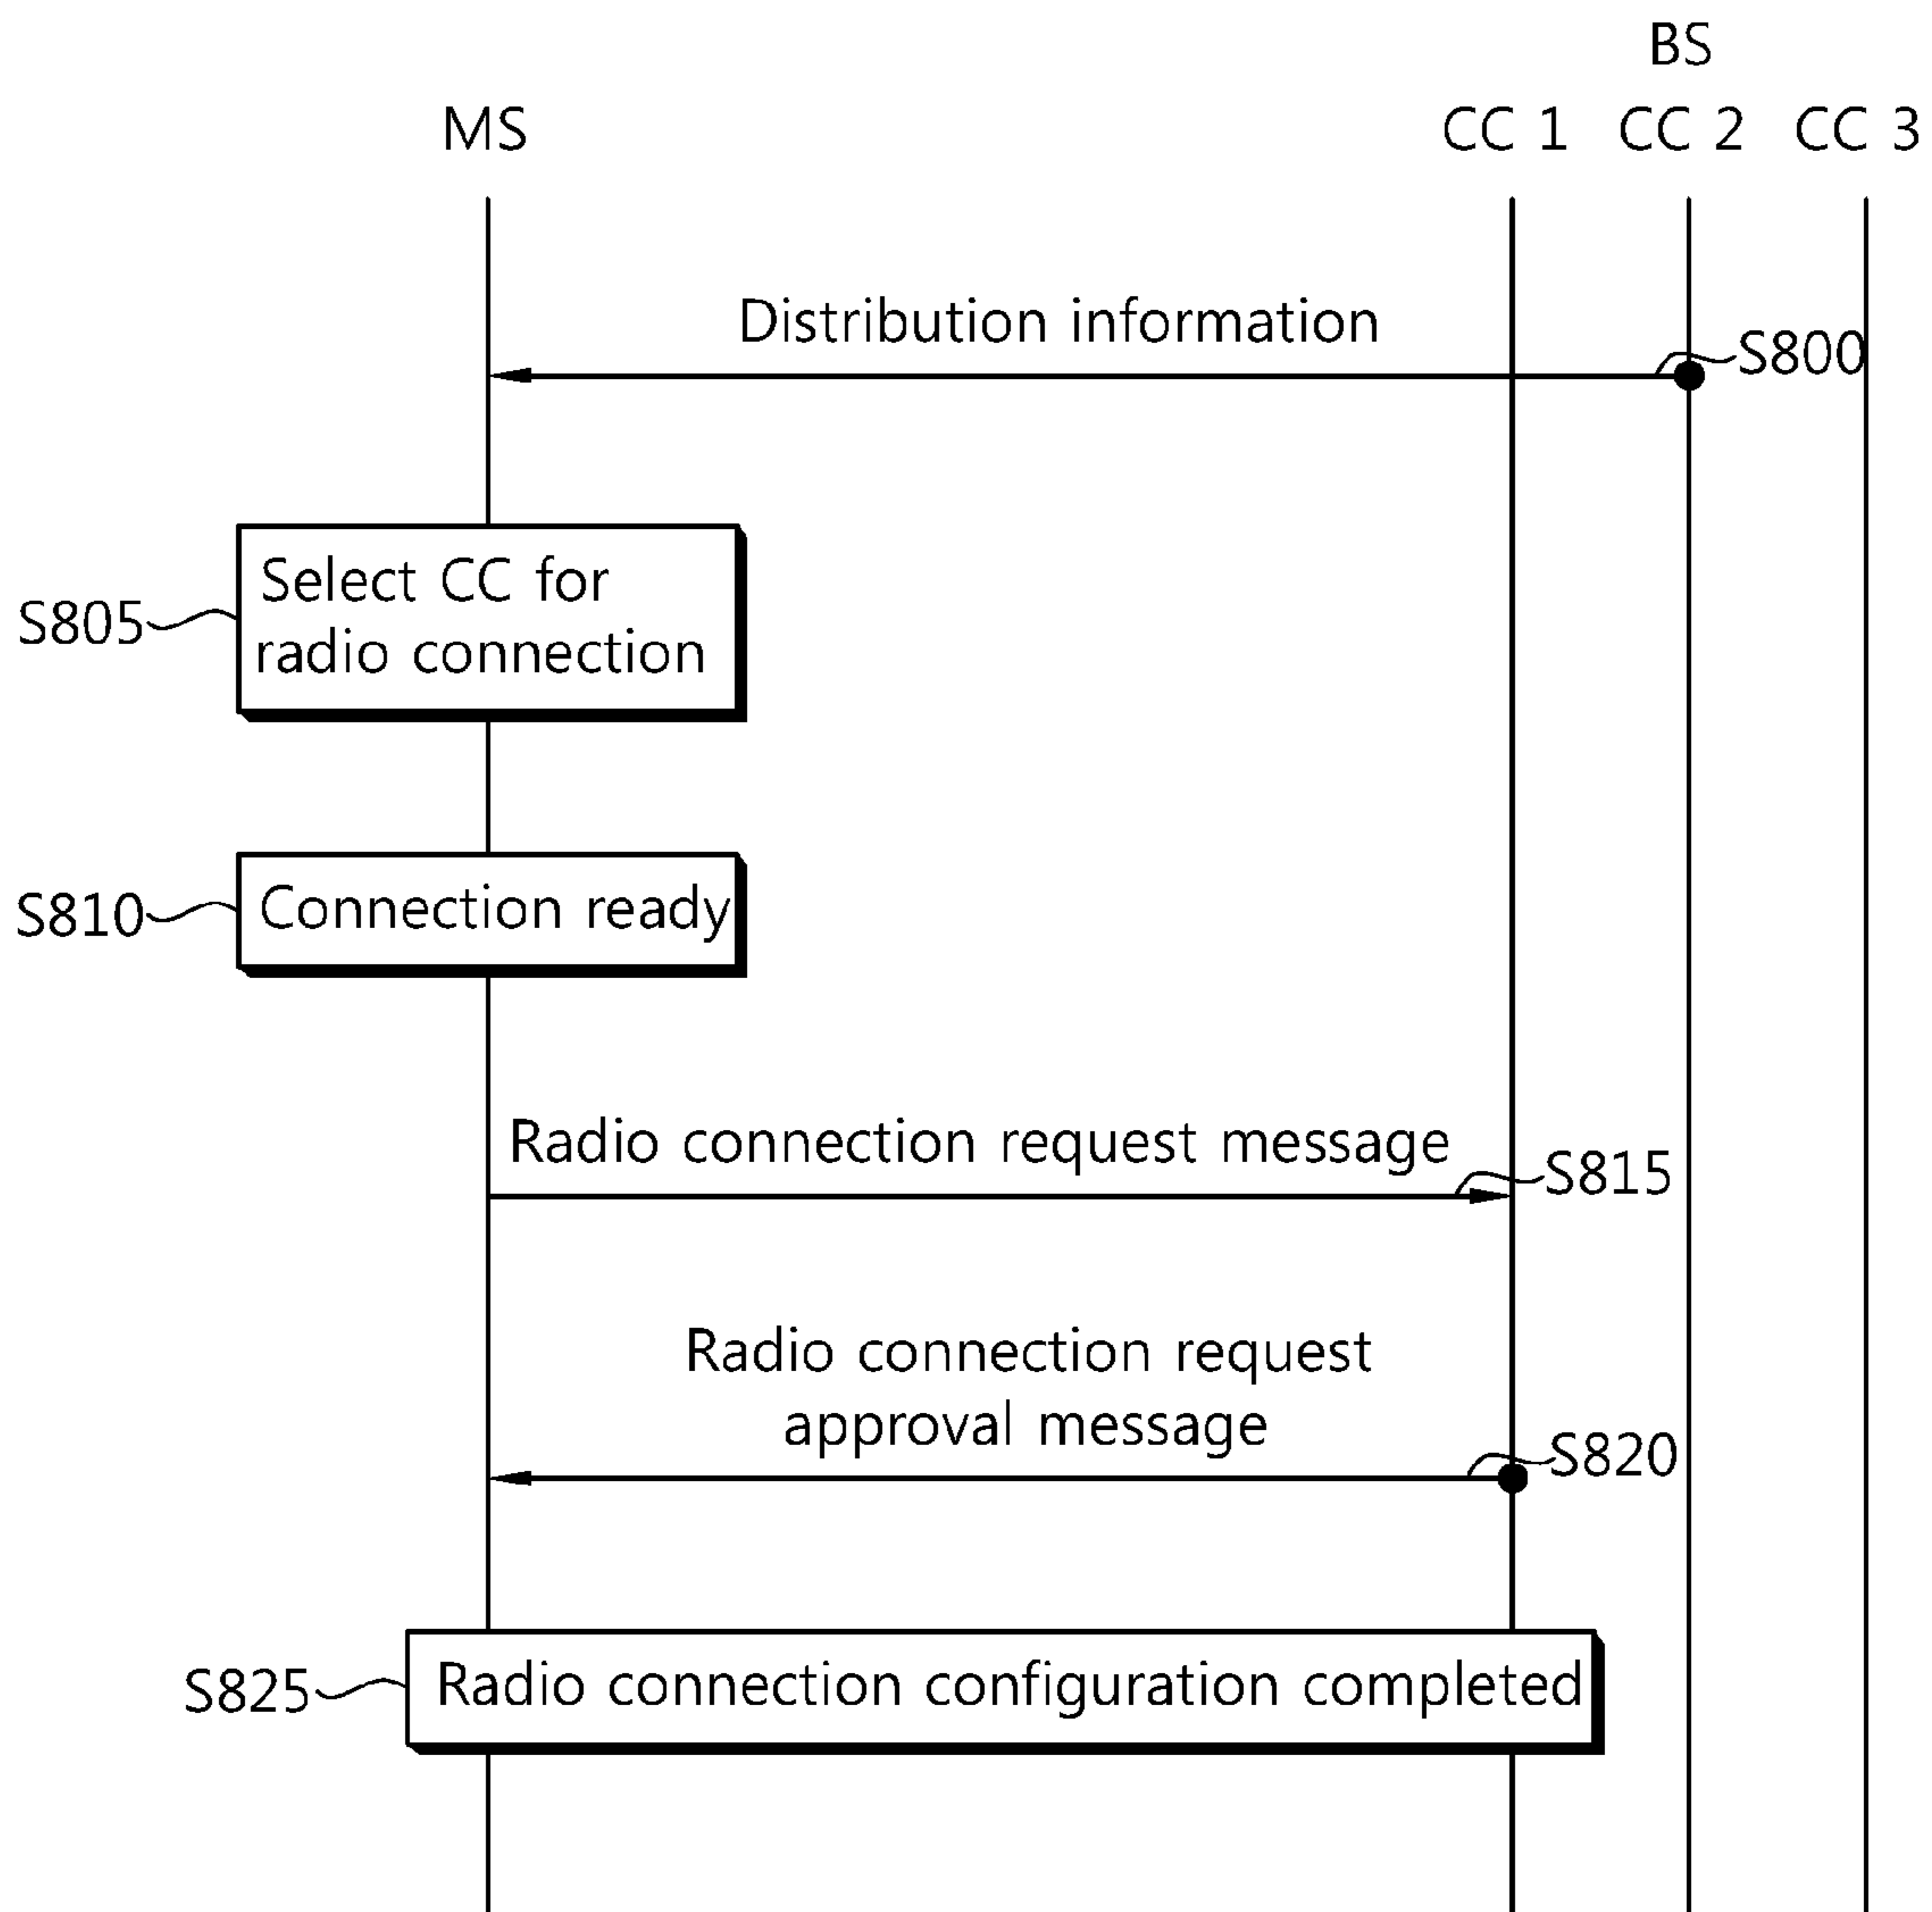 BS
MS
CC 1 CC 2 CC 3
Distribution information
S800
Select CC for
radio connection
S805
Connection ready
S810
Radio connection request message
S815
Radio connection request
approval message
S820
Radio connection configuration completed
S825